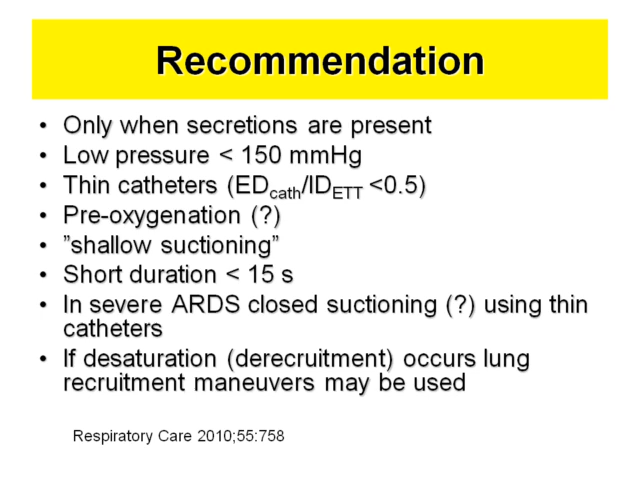 Recommendation
• Only when secretions are present
• Low pressure < 150 mmHg
• Thin catheters (EDcath/IDETT <0.5)
• Pre-oxygenation (?)
• ”shallow suctioning”
• Short duration < 15 s
• In severe ARDS closed suctioning (?) using thin
catheters
• If desaturation (derecruitment) occurs lung
recruitment maneuvers may be used
Respiratory Care 2010;55:758